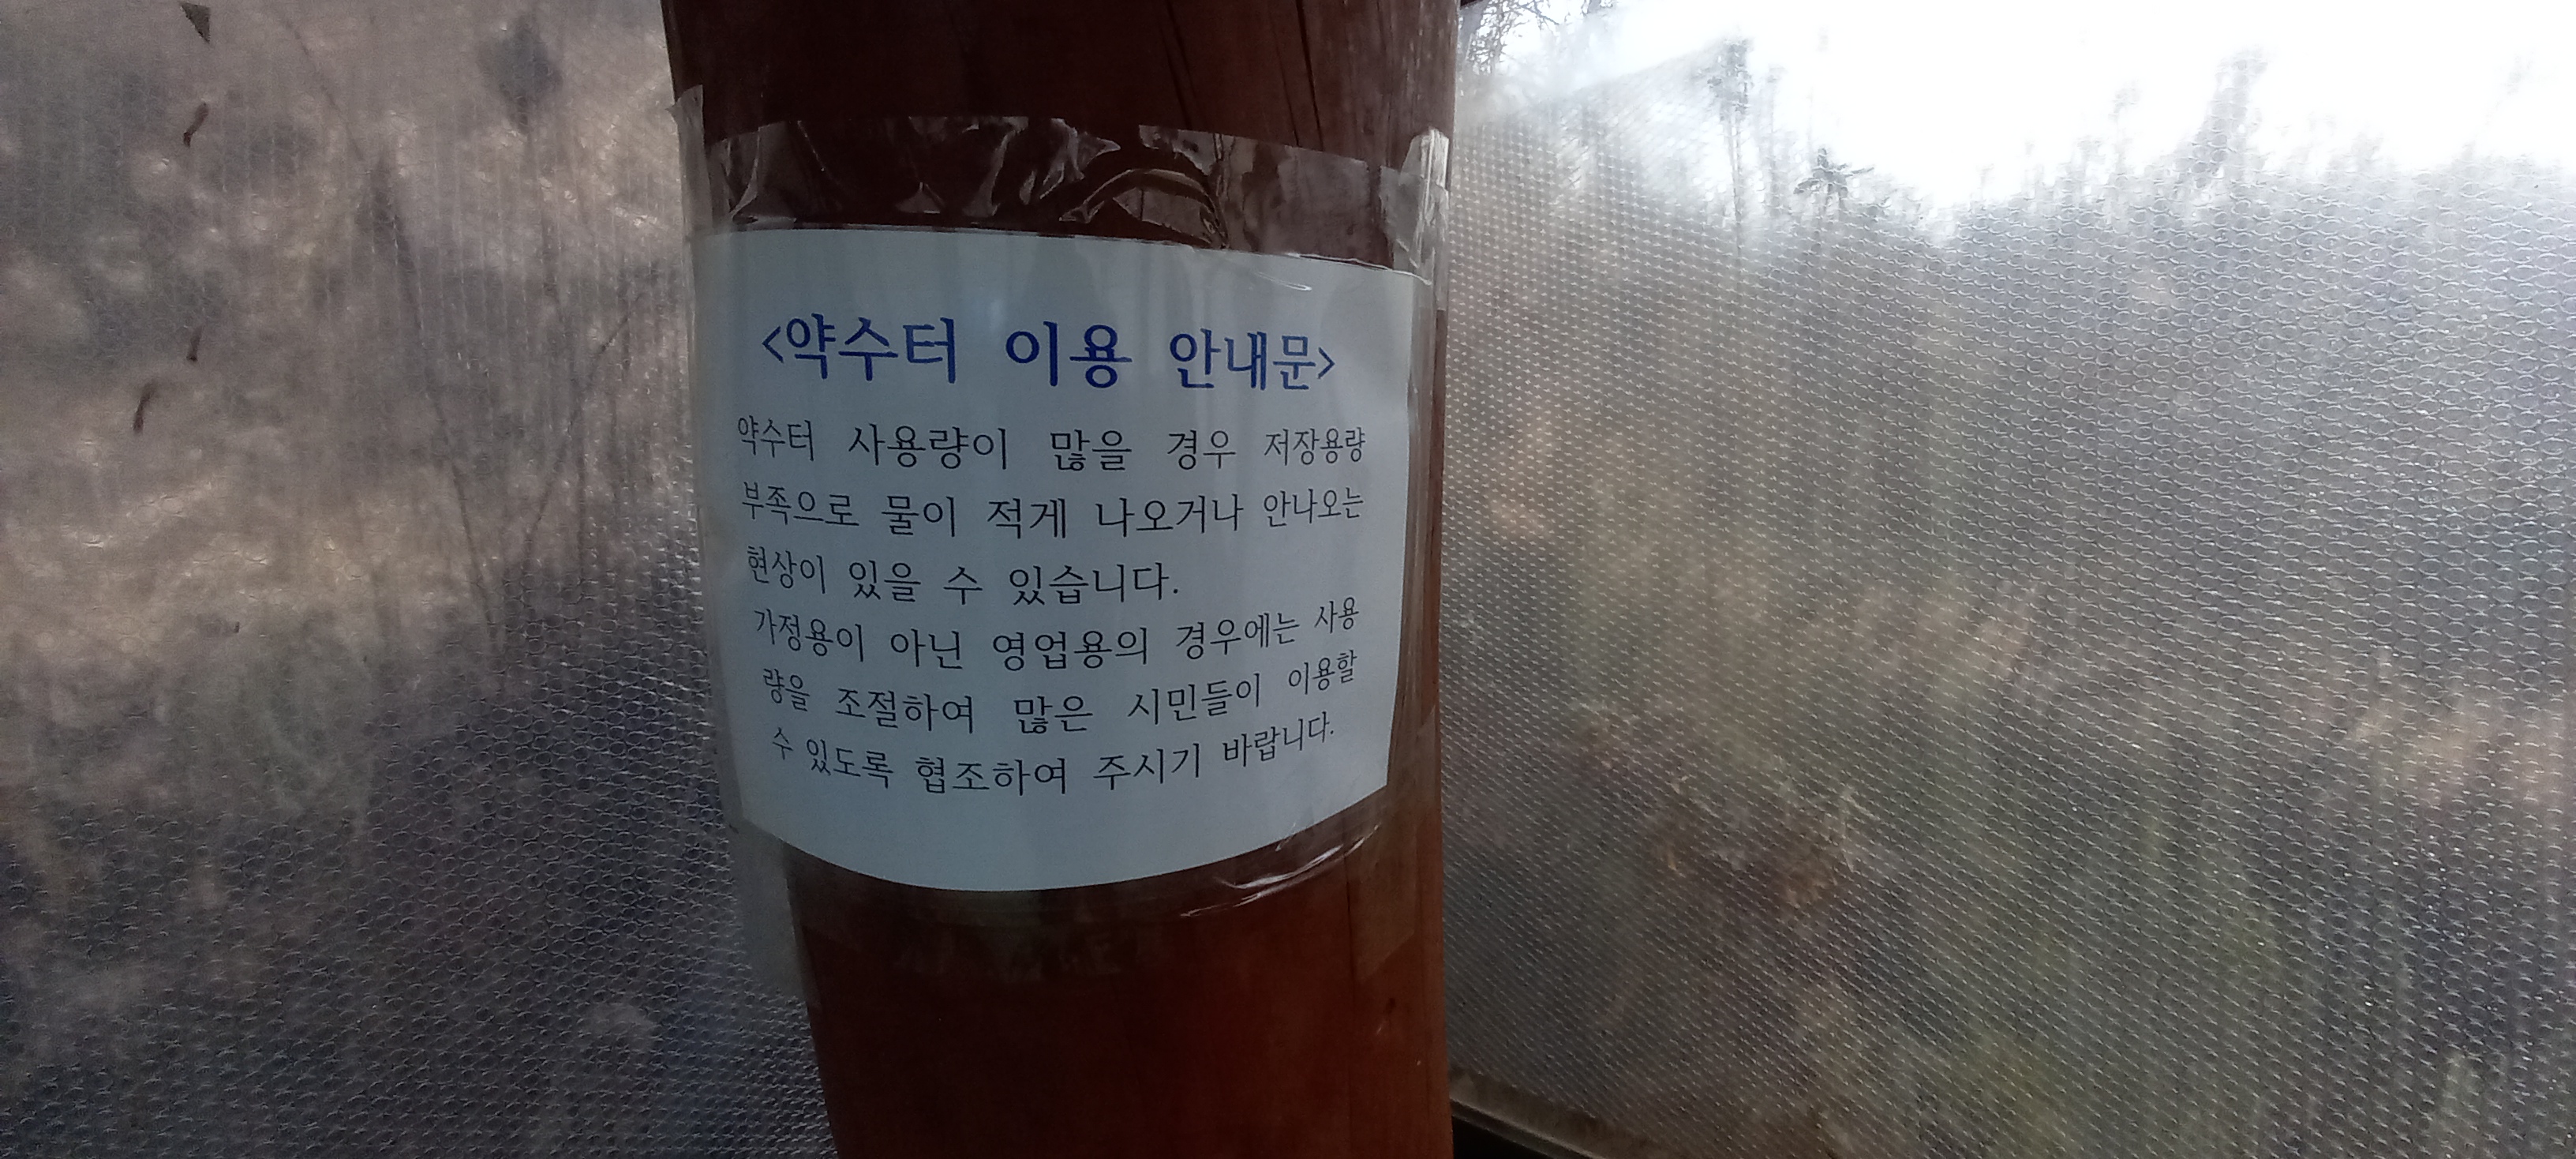 <약수터 이용 안내문>
약수터 사용량이 많을 경우 저장용량
부족으로 물이 적게 나오거나 안나오는
현상이 있을 수 있습니다.
가정용이 아닌 영업용의 경우에는 사용
량을 조절하여 많은 시민들이 이용할
수 있도록 협조하여 주시기 바랍니다.